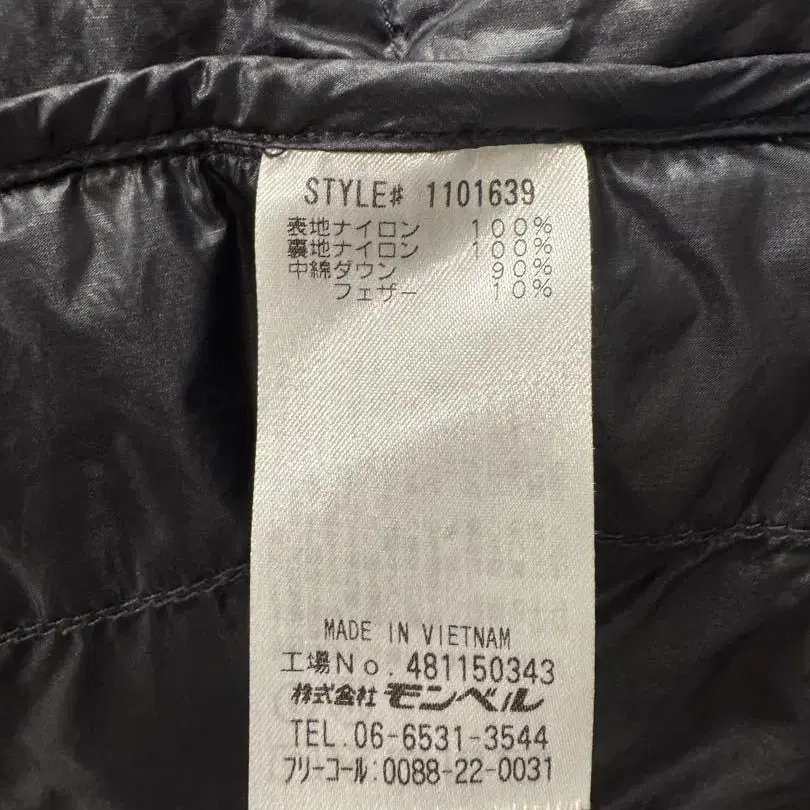 STYLE# 1101639
表地ナイロン 100%
裏地ナイロン 100%
中綿ダウン 90%
フェザー 10%
MADE IN VIETNAM
工場No. 481150343
株式会社モンベル
TEL.06-6531-3544
フリーコール:0088-22-0031